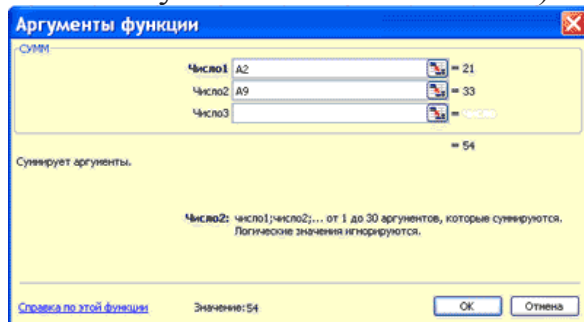 Аргументы функции
СУММ
Число1 A2 = 21
Число2 A9 = 33
Число3 =
= 54
Суммирует аргументы.
Число2: число1;число2;... от 1 до 30 аргументов, которые суммируются.
Логические значения игнорируются.
Справка по этой функции Значение:54 ОК Отмена